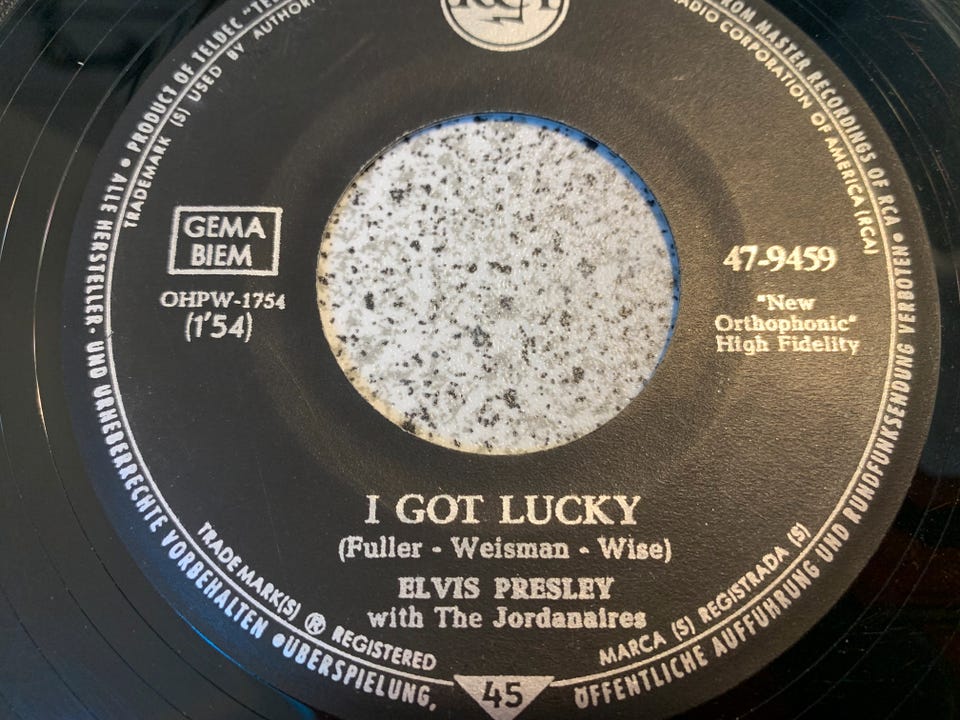 RCA
• ALLE HERSTELLER- UND URHEBERRECHTE VORBEHALTEN • ÜBERSPIELUNG, ÖFFENTLICHE AUFFÜHRUNG UND RUNDFUNKSENDUNG VERBOTEN •
• PRODUCT OF TELDEC
FROM MASTER RECORDINGS OF RCA
TRADEMARK (S) USED BY
RADIO CORPORATION OF AMERICA (RCA)
GEMA
BIEM
OHPW-1754
(1'54)
47-9459
"New
Orthophonic"
High Fidelity
I GOT LUCKY
(Fuller - Weisman - Wise)
ELVIS PRESLEY
with The Jordanaires
TRADEMARK(S) ® REGISTERED
MARCA (S) REGISTRADA (S)
45